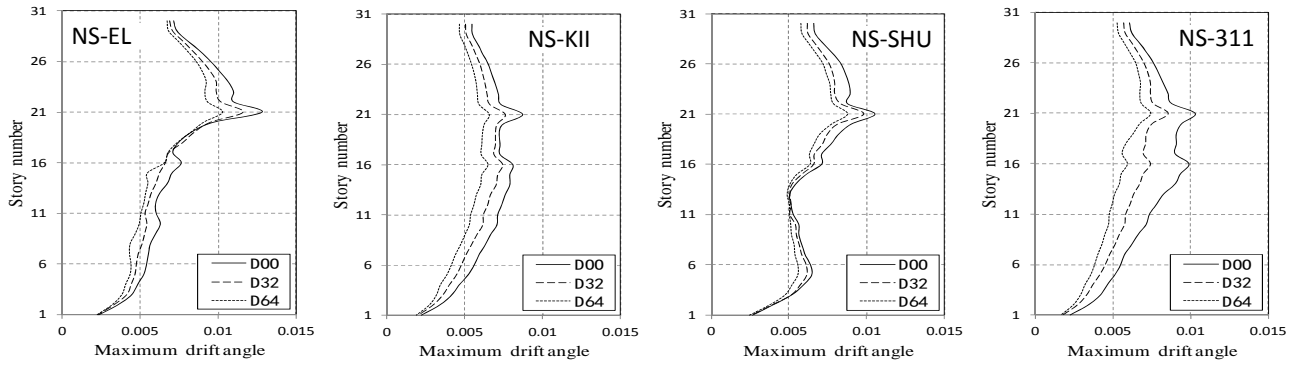 NS-EL
31
26
21
16
11
6
1
Story number
D00
D32
D64
0
0.005
0.01
0.015
Maximum drift angle
NS-KII
31
26
21
16
11
6
1
Story number
D00
D32
D64
0
0.005
0.01
0.015
Maximum drift angle
NS-SHU
31
26
21
16
11
6
1
Story number
D00
D32
D64
0
0.005
0.01
0.015
Maximum drift angle
NS-311
31
26
21
16
11
6
1
Story number
D00
D32
D64
0
0.005
0.01
0.015
Maximum drift angle